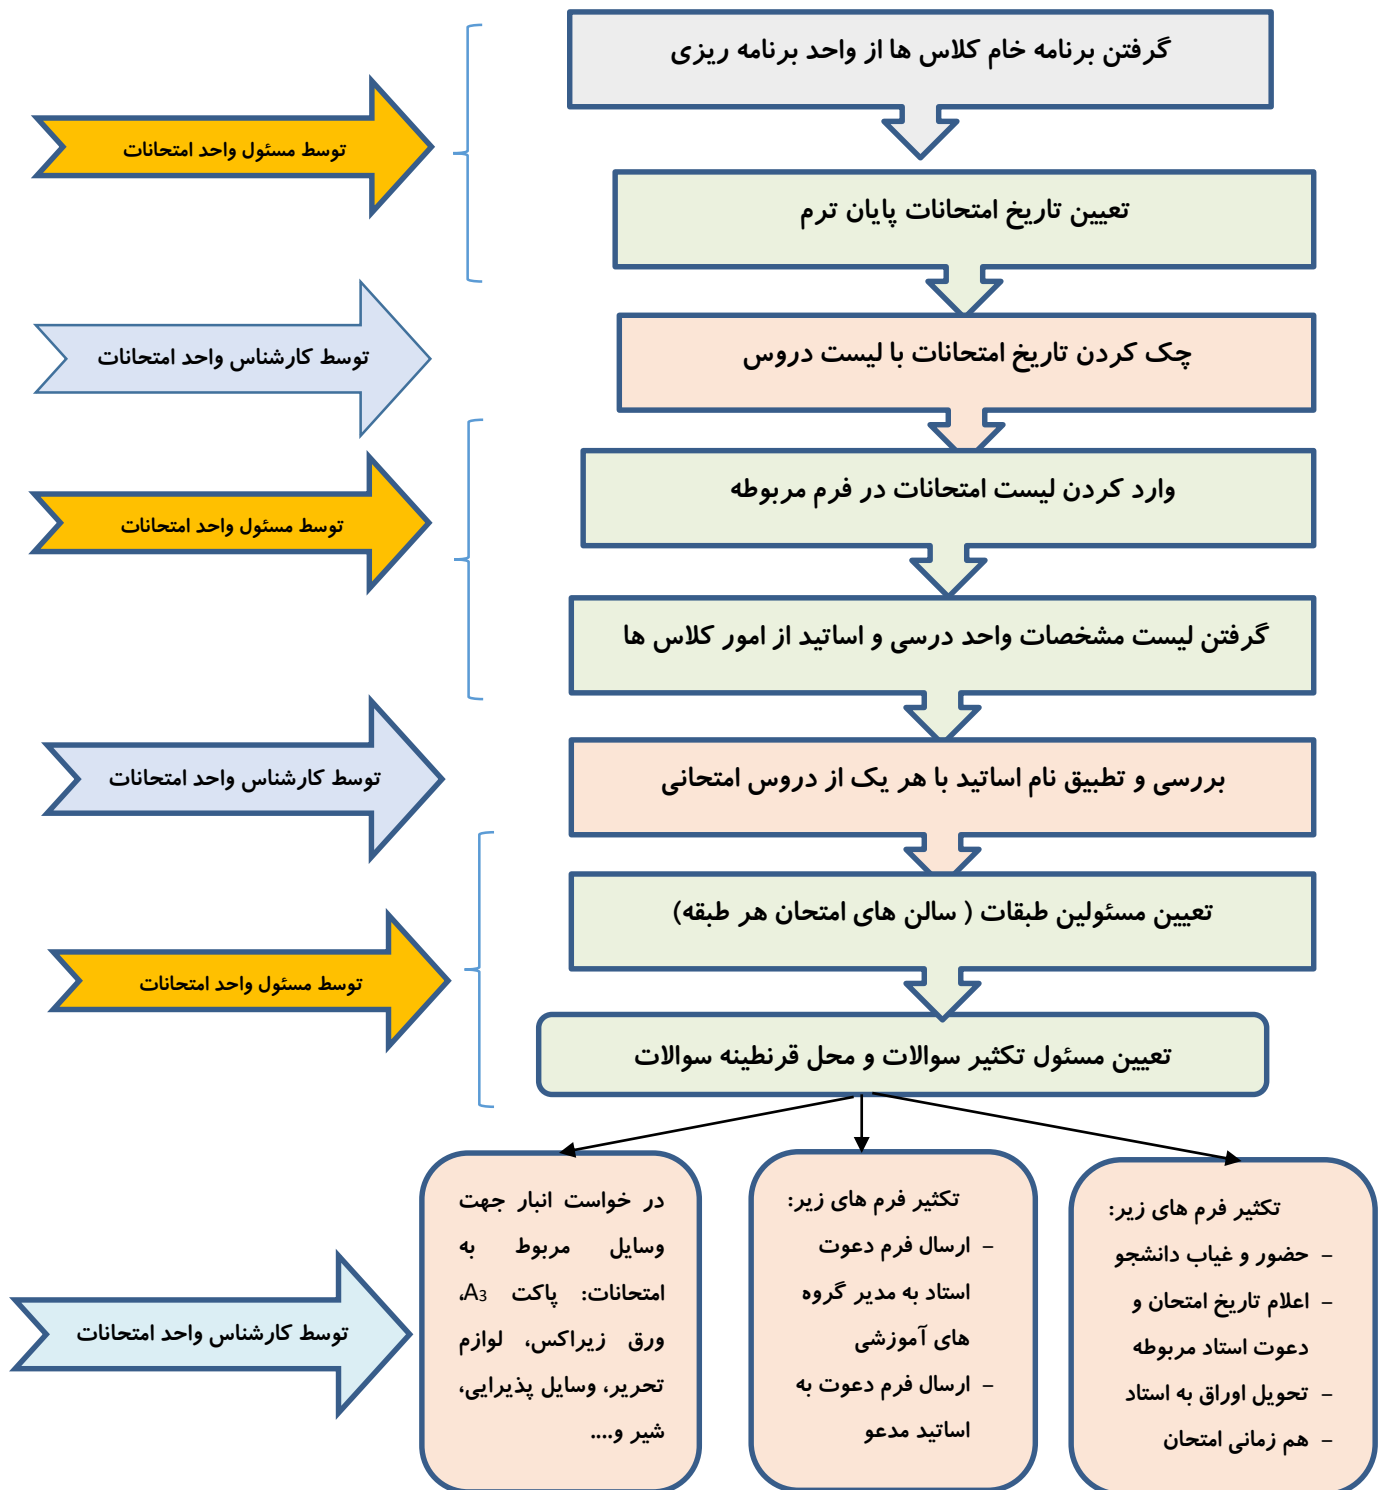 گرفتن برنامه خام کلاس ها از واحد برنامه ریزی
توسط مسئول واحد امتحانات
تعیین تاریخ امتحانات پایان ترم
چک کردن تاریخ امتحانات با لیست دروس
توسط کارشناس واحد امتحانات
وارد کردن لیست امتحانات در فرم مربوطه
توسط مسئول واحد امتحانات
گرفتن لیست مشخصات واحد درسی و اساتید از امور کلاس ها
بررسی و تطبیق نام اساتید با هر یک از دروس امتحانی
توسط کارشناس واحد امتحانات
تعیین مسئولین طبقات ( سالن های امتحان هر طبقه)
توسط مسئول واحد امتحانات
تعیین مسئول تکثیر سوالات و محل قرنطینه سوالات
تکثیر فرم های زیر:
- حضور و غیاب دانشجو
- اعلام تاریخ امتحان و
دعوت استاد مربوطه
- تحویل اوراق به استاد
- هم زمانی امتحان
تکثیر فرم های زیر:
- ارسال فرم دعوت
استاد به مدیر گروه
های آموزشی
- ارسال فرم دعوت به
اساتید مدعو
در خواست انبار جهت
وسایل مربوط به
امتحانات: پاکت A3،
ورق زیراکس، لوازم
تحریر، وسایل پذیرایی،
شیر و....
توسط کارشناس واحد امتحانات